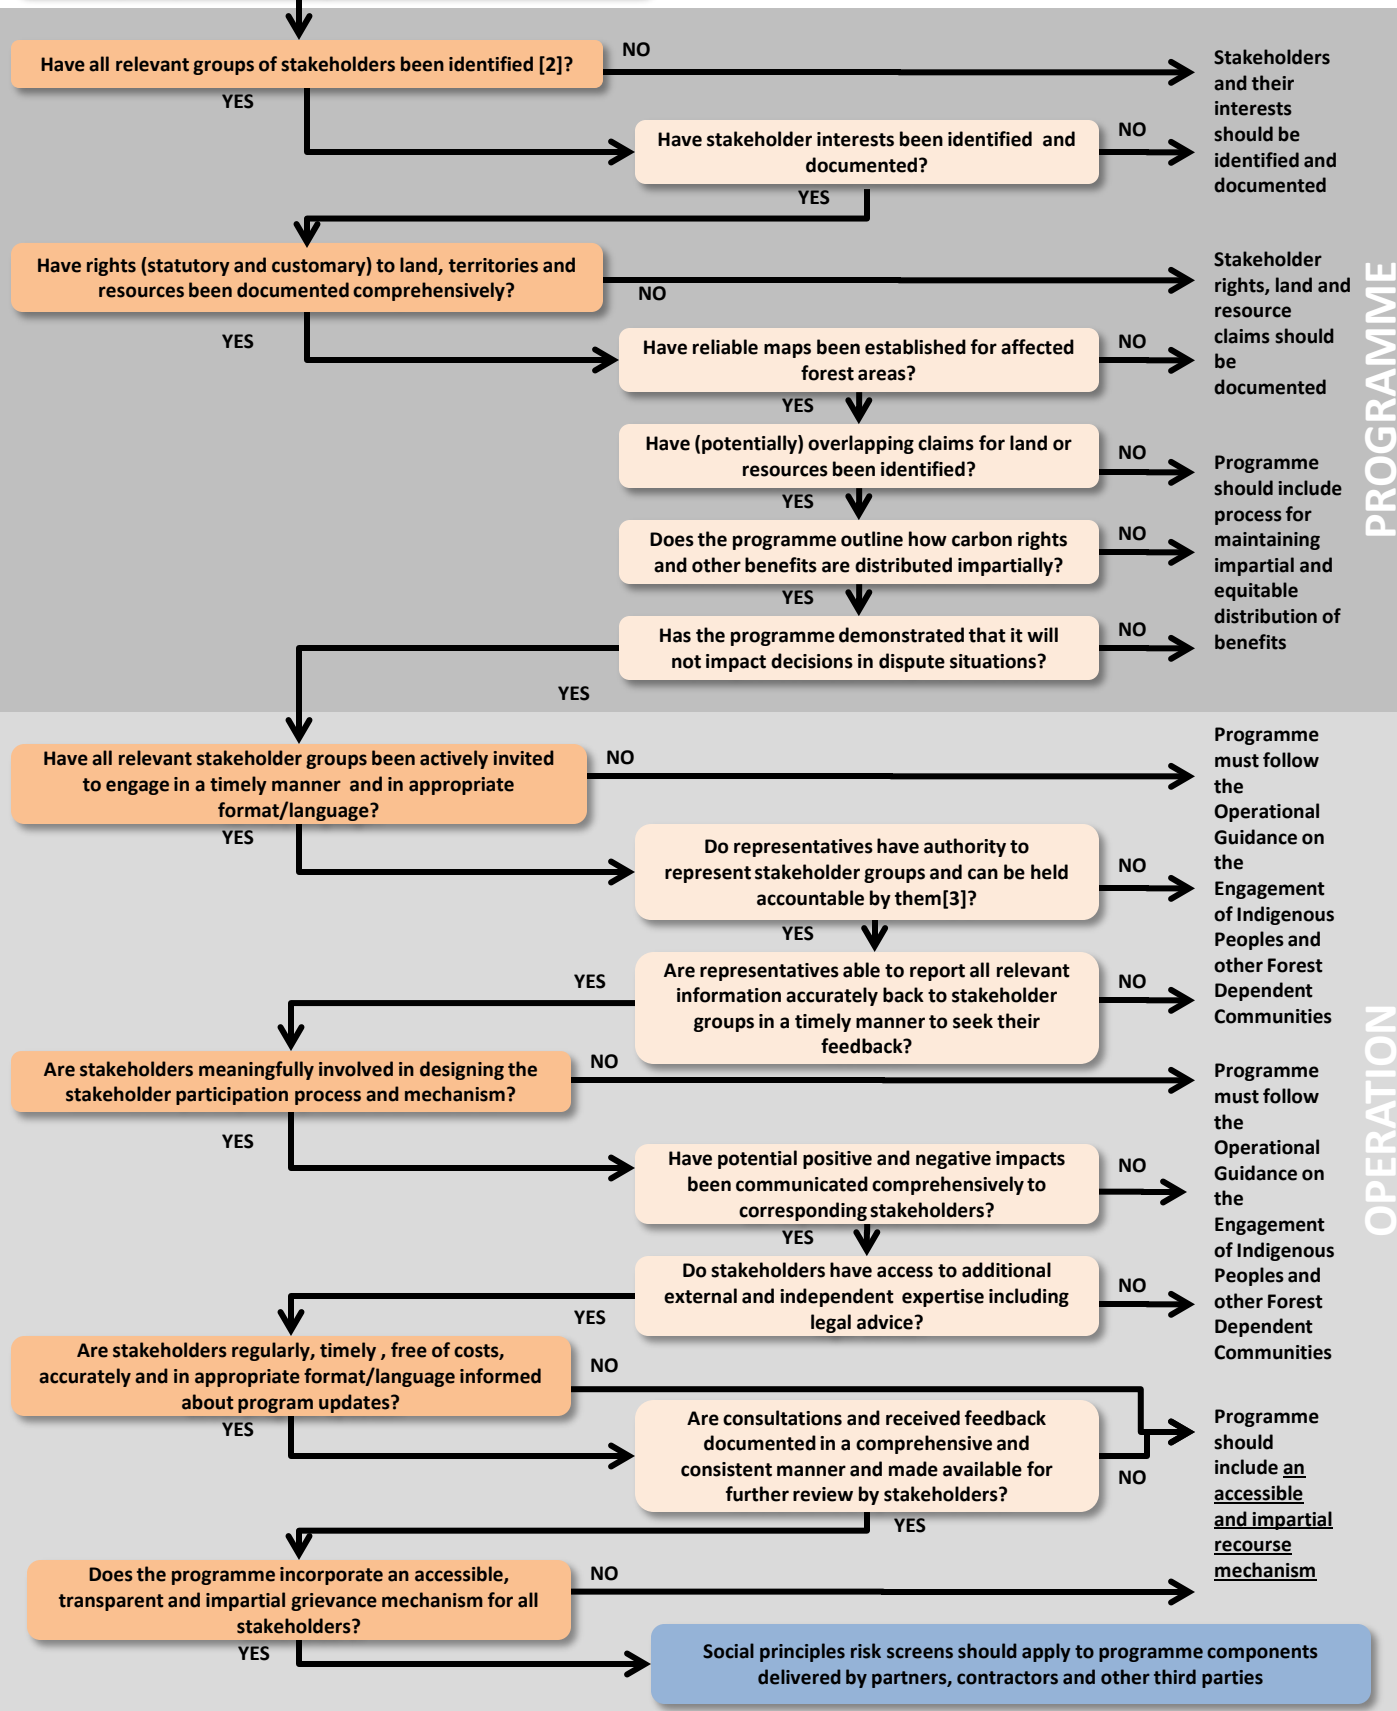 Have all relevant groups of stakeholders been identified [2]?
NO
YES
Have stakeholder interests been identified and
documented?
NO
YES
Stakeholders
and their
interests
should be
identified and
documented
Have rights (statutory and customary) to land, territories and
resources been documented comprehensively?
NO
YES
Have reliable maps been established for affected
forest areas?
NO
YES
Stakeholder
rights, land and
resource
claims should
be
documented
Have (potentially) overlapping claims for land or
resources been identified?
NO
YES
Does the programme outline how carbon rights
and other benefits are distributed impartially?
NO
YES
Has the programme demonstrated that it will
not impact decisions in dispute situations?
NO
YES
Programme
should include
process for
maintaining
impartial and
equitable
distribution of
benefits
PROGRAMME
Have all relevant stakeholder groups been actively invited
to engage in a timely manner and in appropriate
format/language?
NO
YES
Do representatives have authority to
represent stakeholder groups and can be held
accountable by them[3]?
NO
YES
Are representatives able to report all relevant
information accurately back to stakeholder
groups in a timely manner to seek their
feedback?
NO
YES
Programme
must follow
the
Operational
Guidance on
the
Engagement
of Indigenous
Peoples and
other Forest
Dependent
Communities
Are stakeholders meaningfully involved in designing the
stakeholder participation process and mechanism?
NO
YES
Have potential positive and negative impacts
been communicated comprehensively to
corresponding stakeholders?
NO
YES
Do stakeholders have access to additional
external and independent expertise including
legal advice?
NO
YES
Programme
must follow
the
Operational
Guidance on
the
Engagement
of Indigenous
Peoples and
other Forest
Dependent
Communities
OPERATION
Are stakeholders regularly, timely , free of costs,
accurately and in appropriate format/language informed
about program updates?
NO
YES
Are consultations and received feedback
documented in a comprehensive and
consistent manner and made available for
further review by stakeholders?
NO
YES
Programme
should
include an
accessible
and impartial
recourse
mechanism
Does the programme incorporate an accessible,
transparent and impartial grievance mechanism for all
stakeholders?
NO
YES
Social principles risk screens should apply to programme components
delivered by partners, contractors and other third parties